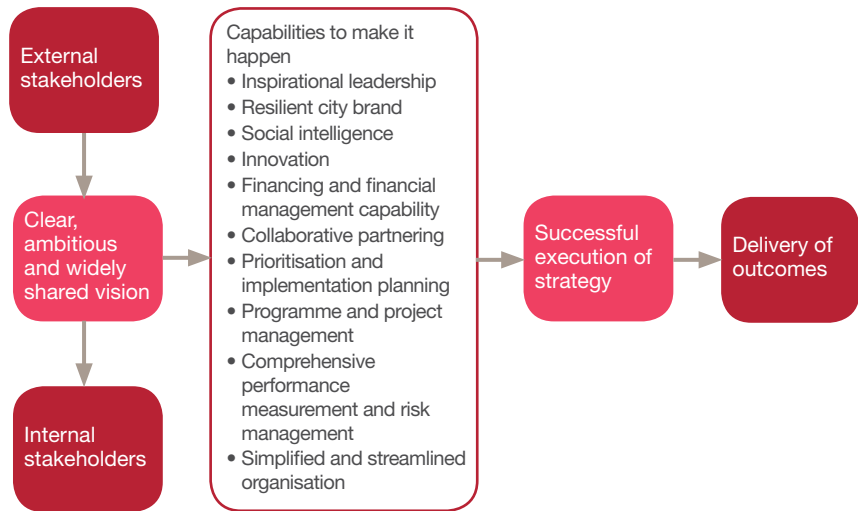 External
stakeholders
Clear,
ambitious
and widely
shared vision
Internal
stakeholders
Capabilities to make it
happen
• Inspirational leadership
• Resilient city brand
• Social intelligence
• Innovation
• Financing and financial
management capability
• Collaborative partnering
• Prioritisation and
implementation planning
• Programme and project
management
• Comprehensive
performance
measurement and risk
management
• Simplified and streamlined
organisation
Successful
execution of
strategy
Delivery of
outcomes